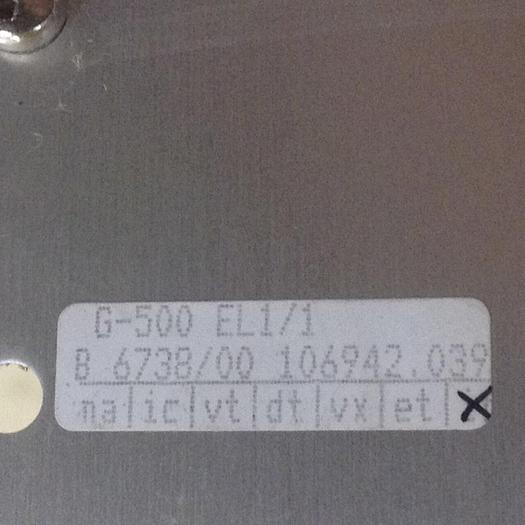 G-500 EL1/1
B 6738/00 106942.039
na|ic|vt|dt|vx|et|